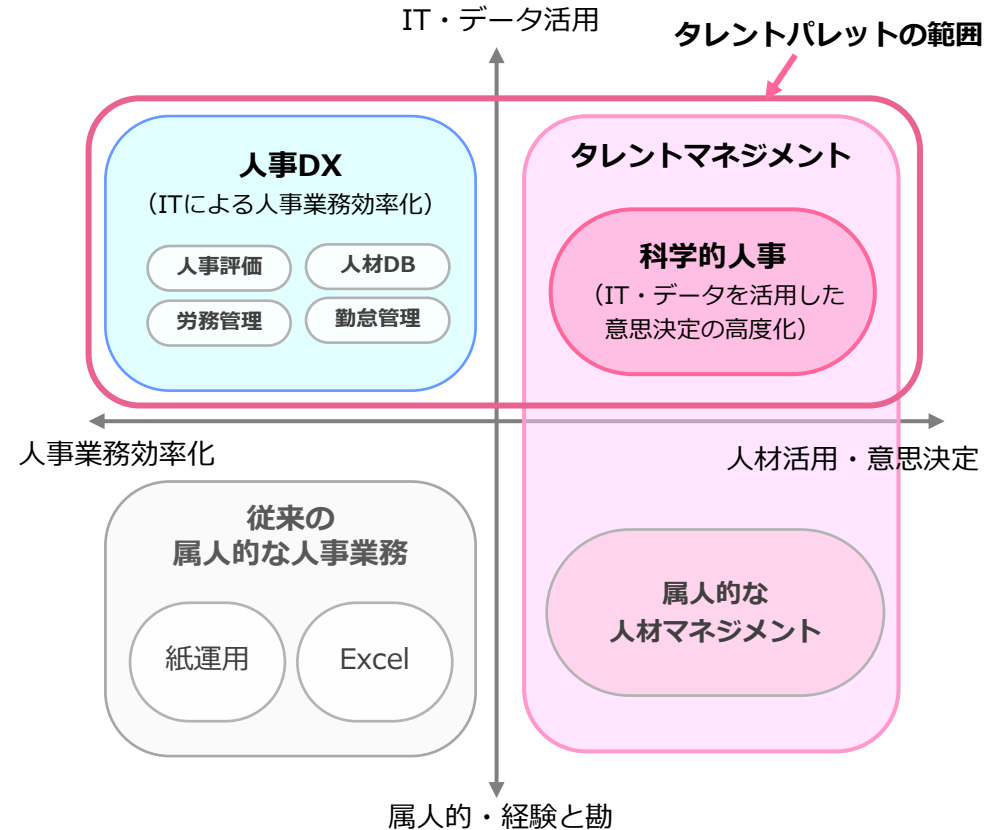 IT・データ活用
タレントパレットの範囲
人事DX
（ITによる人事業務効率化）
人事評価
人材DB
労務管理
勤怠管理
タレントマネジメント
科学的人事
（IT・データを活用した
意思決定の高度化）
人事業務効率化
人材活用・意思決定
従来の
属人的な人事業務
紙運用
Excel
属人的な
人材マネジメント
属人的・経験と勘